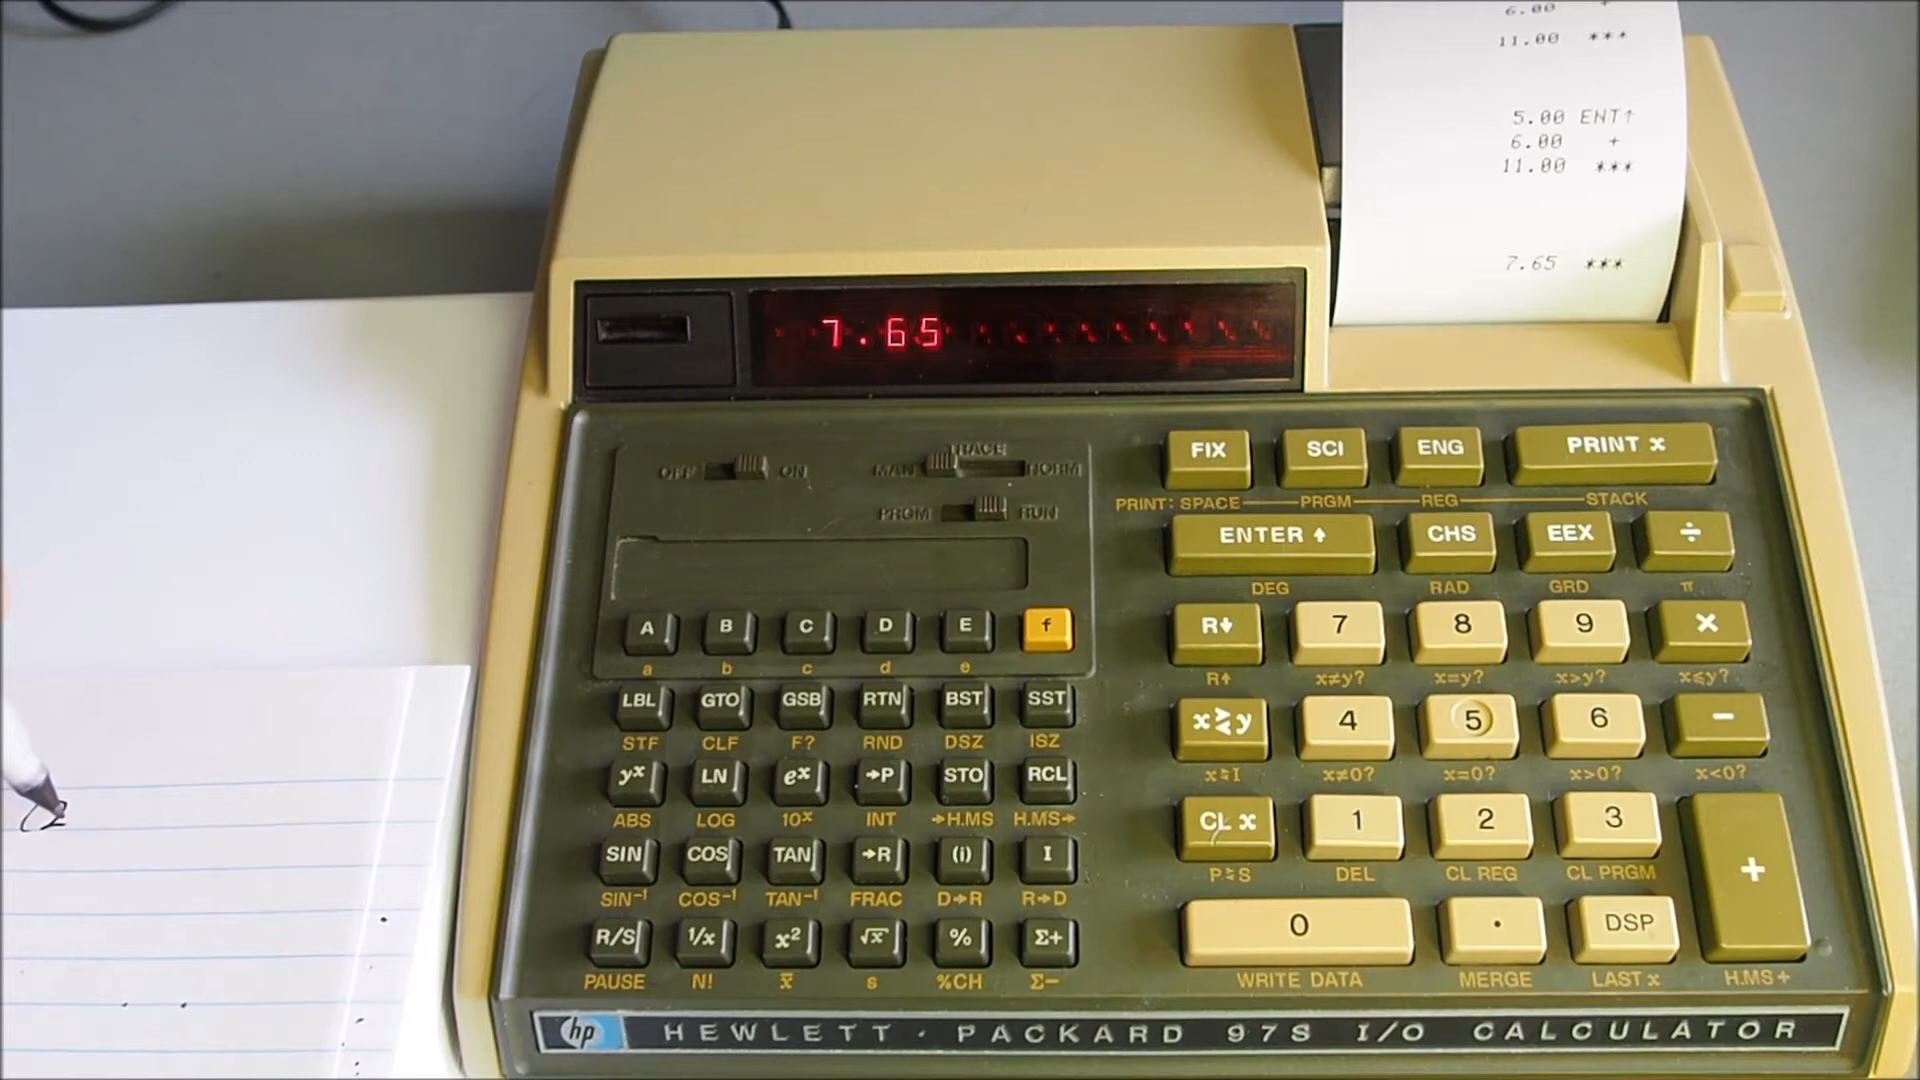 6.00 +
11.00 ***
5.00 ENT↑
6.00 +
11.00 ***
7.65 ***
7.65
OFF ON MAN TRACE NORM
PRGM RUN
FIX SCI ENG PRINT x
PRINT: SPACE PRGM REG STACK
ENTER ↑ CHS EEX ÷
DEG RAD GRD π
A B C D E f
a b c d e
R↓ 7 8 9 ×
R↑ x≠y? x=y? x>y? x≤y?
LBL GTO GSB RTN BST SST
STF CLF F? RND DSZ ISZ
x≷y 4 5 6 −
x≷I x≠0? x=0? x>0? x<0?
yˣ LN eˣ →P STO RCL
ABS LOG 10ˣ INT →H.MS H.MS→
CL x 1 2 3 +
P≷S DEL CL REG CL PRGM
SIN COS TAN →R (i) I
SIN⁻¹ COS⁻¹ TAN⁻¹ FRAC D→R R→D
0 . DSP
WRITE DATA MERGE LAST x H.MS+
R/S 1/x x² √x % Σ+
PAUSE N! x̄ s %CH Σ−
hp HEWLETT · PACKARD 97S I/O CALCULATOR